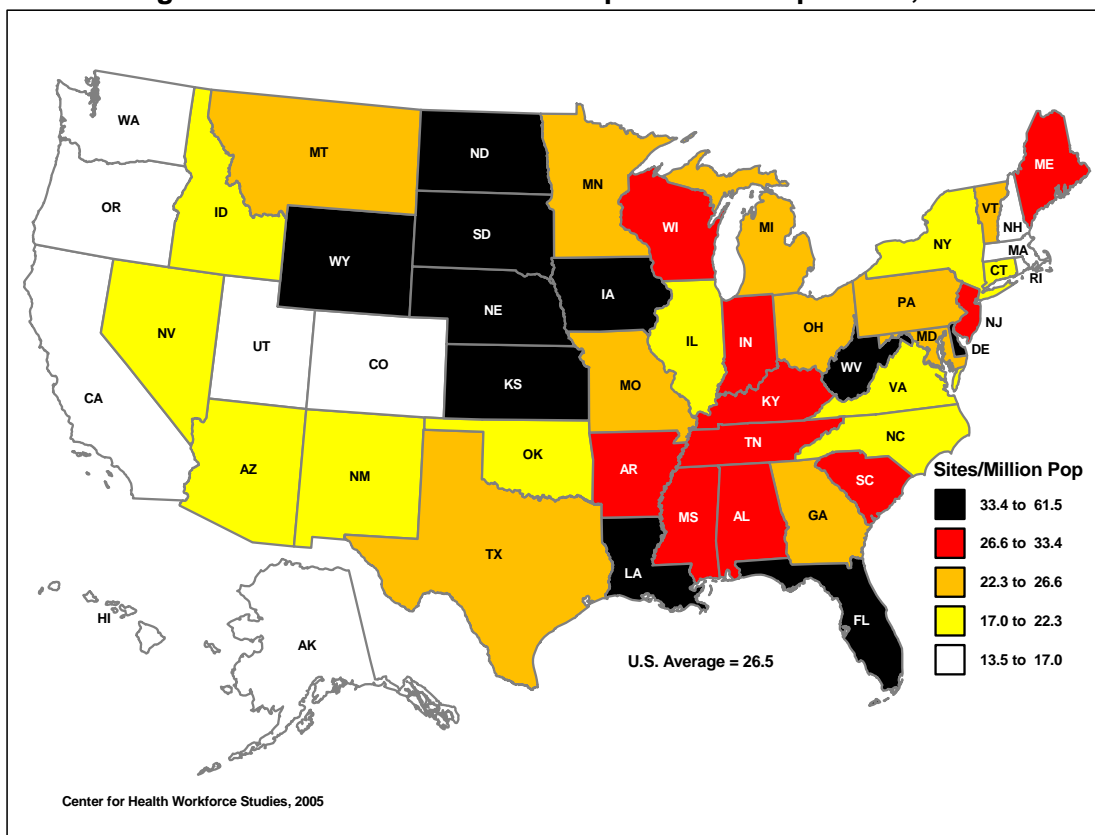 WA
MT
ND
MN
ME
OR
ID
SD
WI
MI
VT
NH
NY
MA
WY
CT
RI
IA
NE
PA
NV
OH
NJ
UT
IL
IN
MD
DE
CO
WV
CA
KS
MO
VA
KY
NC
TN
OK
AZ
NM
AR
SC
MS
AL
GA
TX
LA
FL
HI
AK
Sites/Million Pop
33.4 to 61.5
26.6 to 33.4
22.3 to 26.6
17.0 to 22.3
13.5 to 17.0
U.S. Average = 26.5
Center for Health Workforce Studies, 2005